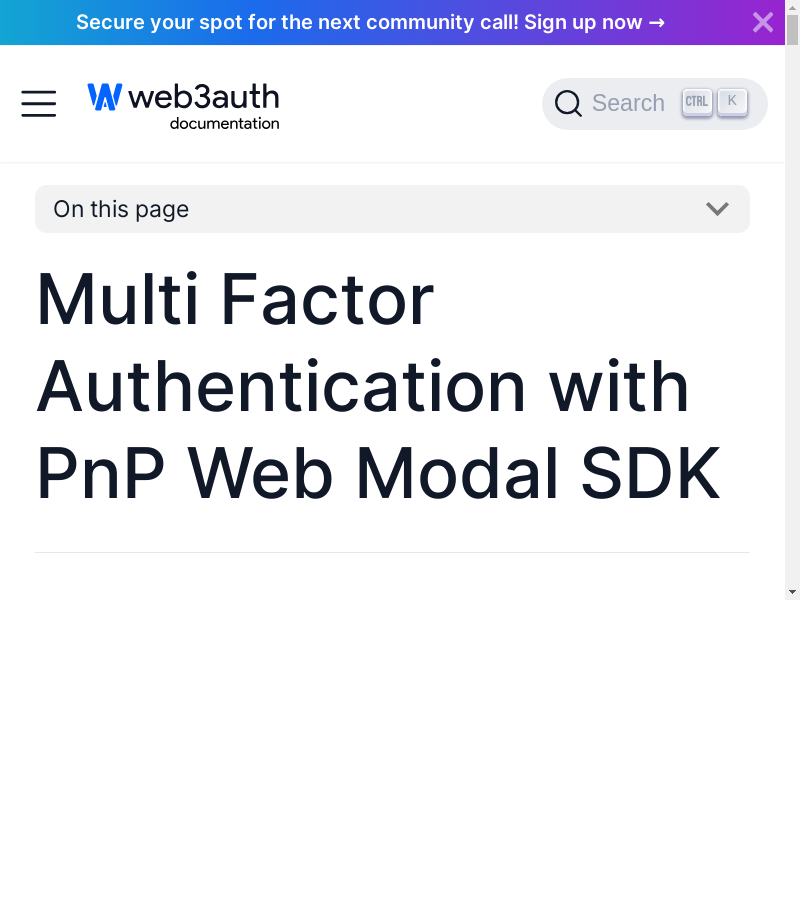 Secure your spot for the next community call! Sign up now →
web3auth
documentation
Search CTRL K
On this page
Multi Factor
Authentication with
PnP Web Modal SDK